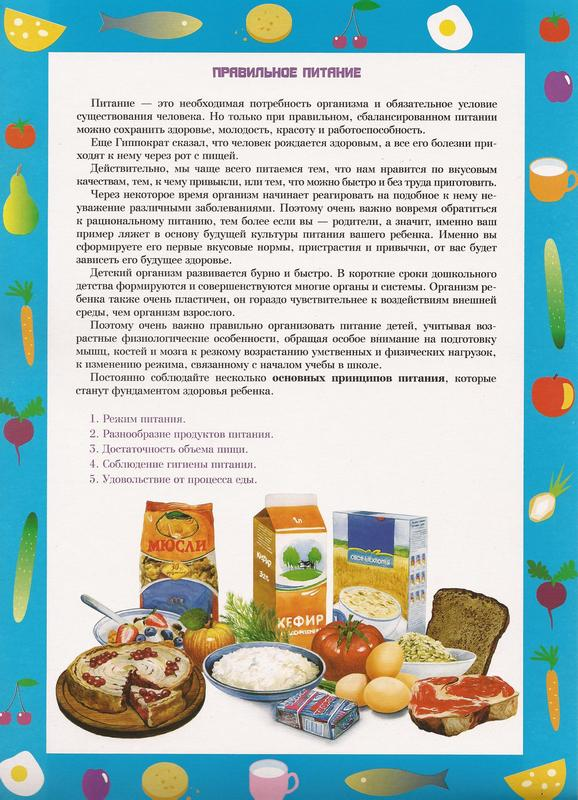 ПРАВИЛЬНОЕ ПИТАНИЕ
Питание — это необходимая потребность организма и обязательное условие
существования человека. Но только при правильном, сбалансированном питании
можно сохранить здоровье, молодость, красоту и работоспособность.
Еще Гиппократ сказал, что человек рождается здоровым, а все его болезни при-
ходят к нему через рот с пищей.
Действительно, мы чаще всего питаемся тем, что нам нравится по вкусовым
качествам, тем, к чему привыкли, или тем, что можно быстро и без труда приготовить.
Через некоторое время организм начинает реагировать на подобное к нему не-
уважение различными заболеваниями. Поэтому очень важно вовремя обратиться
к рациональному питанию, тем более если вы — родители, а значит, именно ваш
пример ляжет в основу будущей культуры питания вашего ребенка. Именно вы
сформируете его первые вкусовые нормы, пристрастия и привычки, от вас будет
зависеть его будущее здоровье.
Детский организм развивается бурно и быстро. В короткие сроки дошкольного
детства формируются и совершенствуются многие органы и системы. Организм ре-
бенка также очень пластичен, он гораздо чувствительнее к воздействиям внешней
среды, чем организм взрослого.
Поэтому очень важно правильно организовать питание детей, учитывая воз-
растные физиологические особенности, обращая особое внимание на подготовку
мышц, костей и мозга к резкому возрастанию умственных и физических нагрузок,
к изменению режима, связанному с началом учебы в школе.
Постоянно соблюдайте несколько основных принципов питания, которые
станут фундаментом здоровья ребенка.
1. Режим питания.
2. Разнообразие продуктов питания.
3. Достаточность объема пищи.
4. Соблюдение гигиены питания.
5. Удовольствие от процесса еды.
МЮСЛИ
1л
КЕФИР
КЕФИР